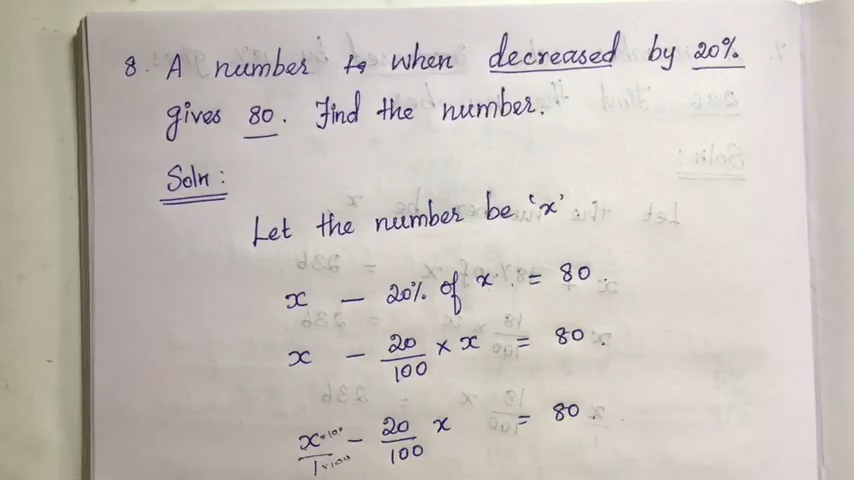 8. A number when decreased by 20%
gives 80. Find the number.
Soln:
Let the number be 'x'
x - 20% of x = 80.
x - 20/100 × x = 80.
x×100/1×100 - 20/100 x = 80.